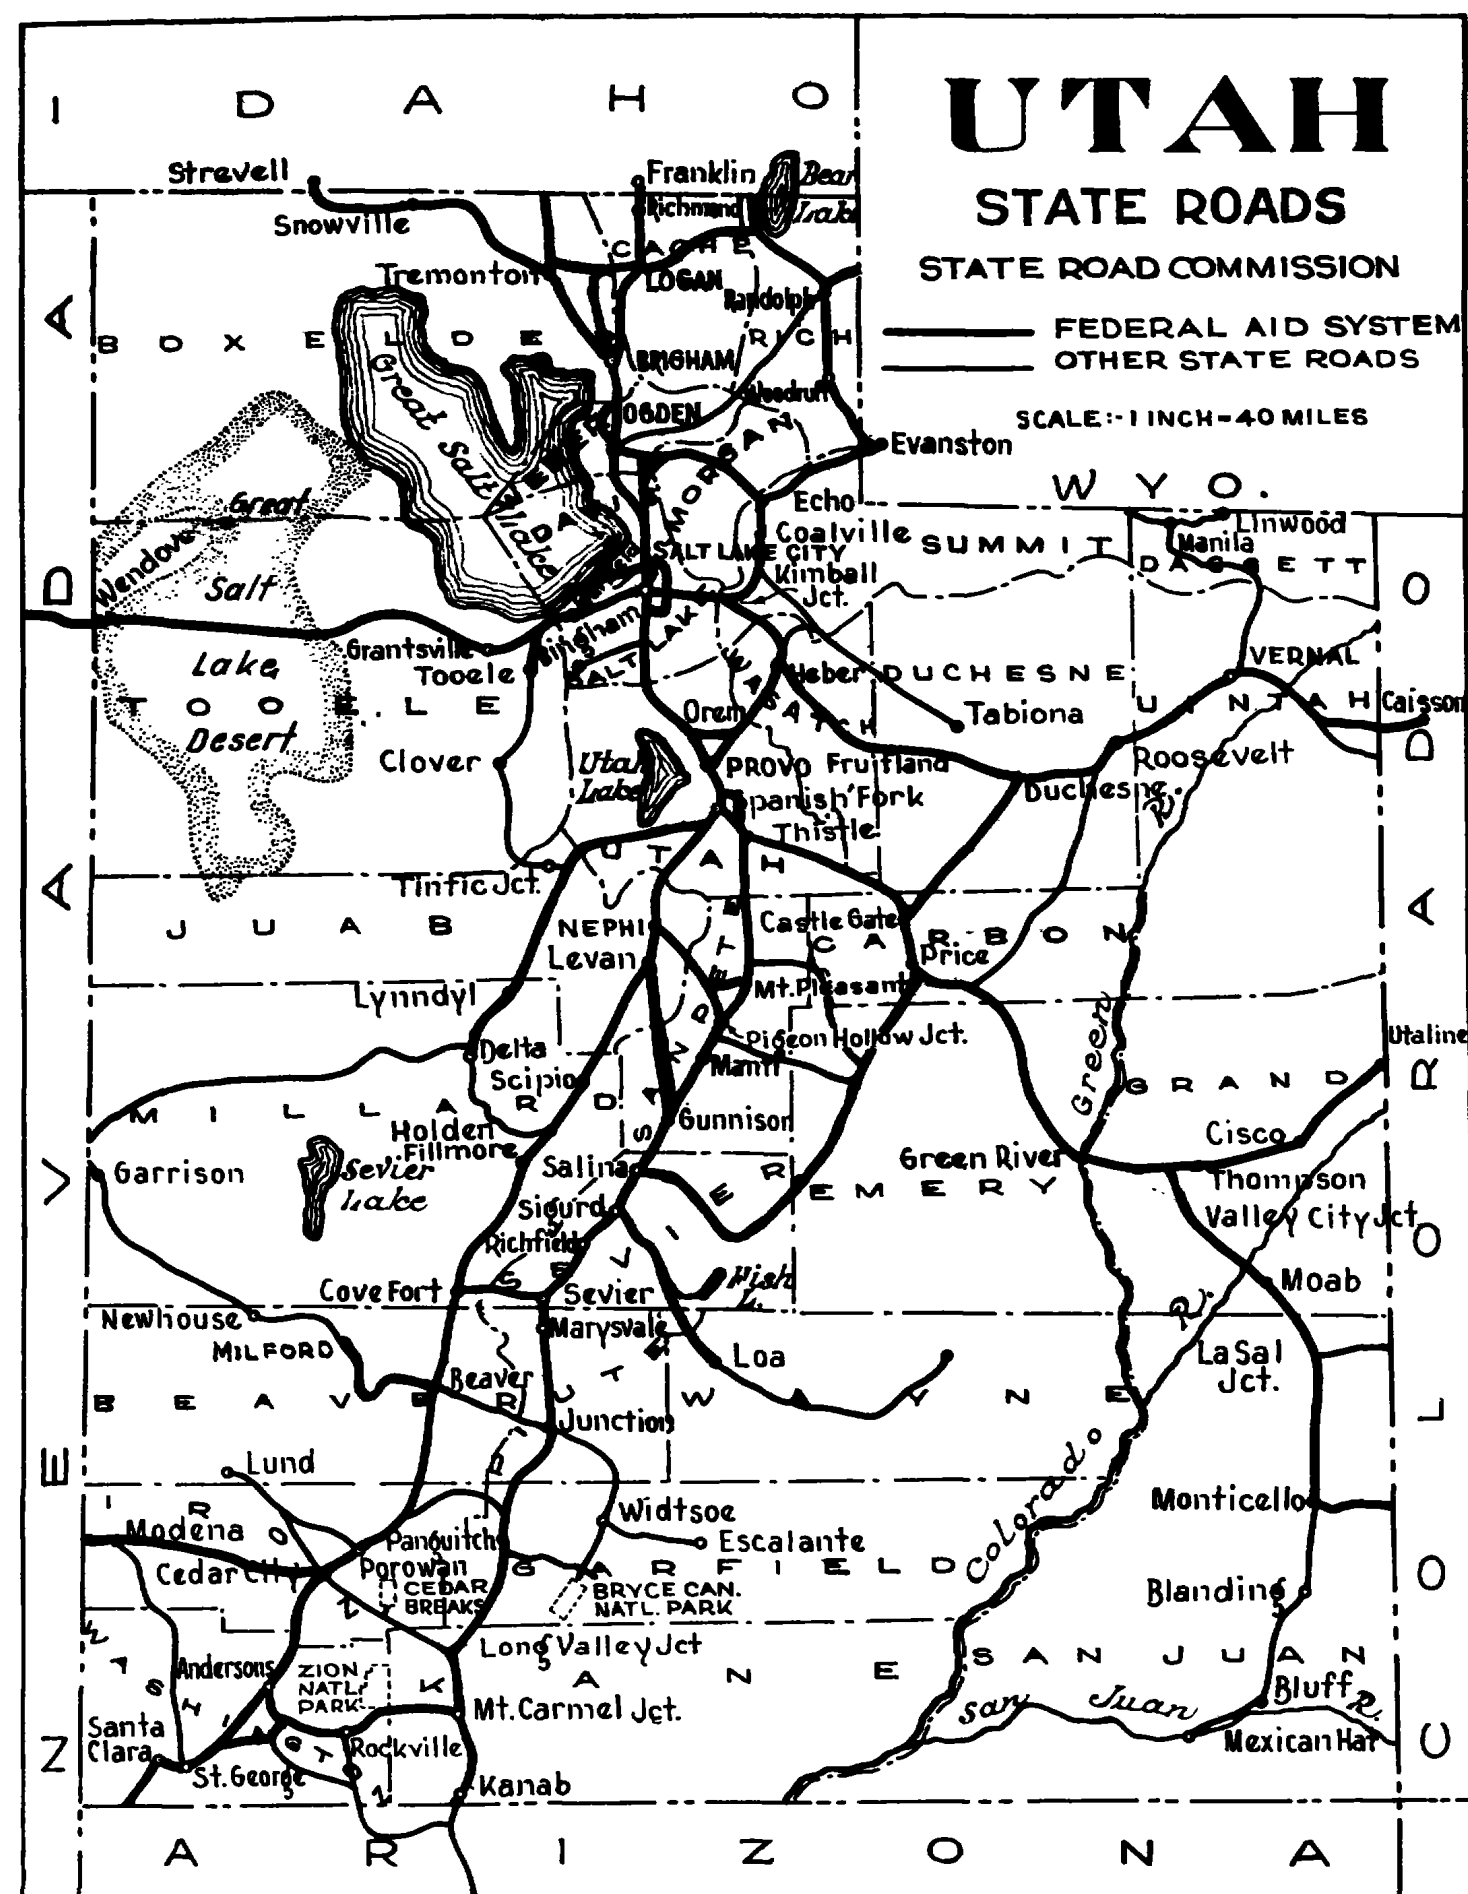 UTAH
STATE ROADS
STATE ROAD COMMISSION
FEDERAL AID SYSTEM
OTHER STATE ROADS
SCALE:-1 INCH=40 MILES
IDAHO
Strevell
Franklin
Bear
Lake
Richmond
Snowville
CACHE
Tremonton
LOGAN
Randolph
BOX ELDER
RICH
BRIGHAM
Great Salt Lake
Woodruff
OGDEN
WEBER
MORGAN
Evanston
WYO.
Echo
Great
Salt
Lake
Desert
Wendover
DAVIS
Coalville
SUMMIT
Linwood
Manila
DAGGETT
SALT LAKE CITY
Kimball
Jct.
Bingham
SALT LAKE
Grantsville
Tooele
TOOELE
WASATCH
Heber
DUCHESNE
VERNAL
UINTAH
Caisson
Orem
Tabiona
Clover
Utah
Lake
PROVO
Fruitland
Roosevelt
Duchesne
Spanish Fork
Thistle
UTAH
Tintic Jct.
JUAB
NEPHI
Castle Gate
CARBON
Levan
Price
Lynndyl
Mt. Pleasant
Pigeon Hollow Jct.
Utaline
Delta
Manti
Green R.
GRAND
Scipio
MILLARD
SANPETE
Gunnison
Holden
Fillmore
Cisco
Garrison
Sevier
Lake
Salina
Green River
EMERY
Thompson
Valley City Jct
Sigurd
Richfield
SEVIER
Cove Fort
Sevier
Fish
L.
Moab
Newhouse
Marysvale
MILFORD
Loa
La Sal
Jct.
Beaver
BEAVER
PIUTE
WAYNE
Junction
Colorado R.
Lund
IRON
Widtsoe
Monticello
Modena
Panguitch
Escalante
Cedar City
Porowan
GARFIELD
CEDAR
BREAKS
BRYCE CAN.
NATL. PARK
Blanding
Long Valley Jct
SAN JUAN
Andersons
ZION
NATL
PARK
KANE
WASHINGTON
Mt. Carmel Jct.
San Juan R.
Bluff
Santa
Clara
Rockville
Mexican Hat
St. George
Kanab
NEVADA
COLORADO
ARIZONA